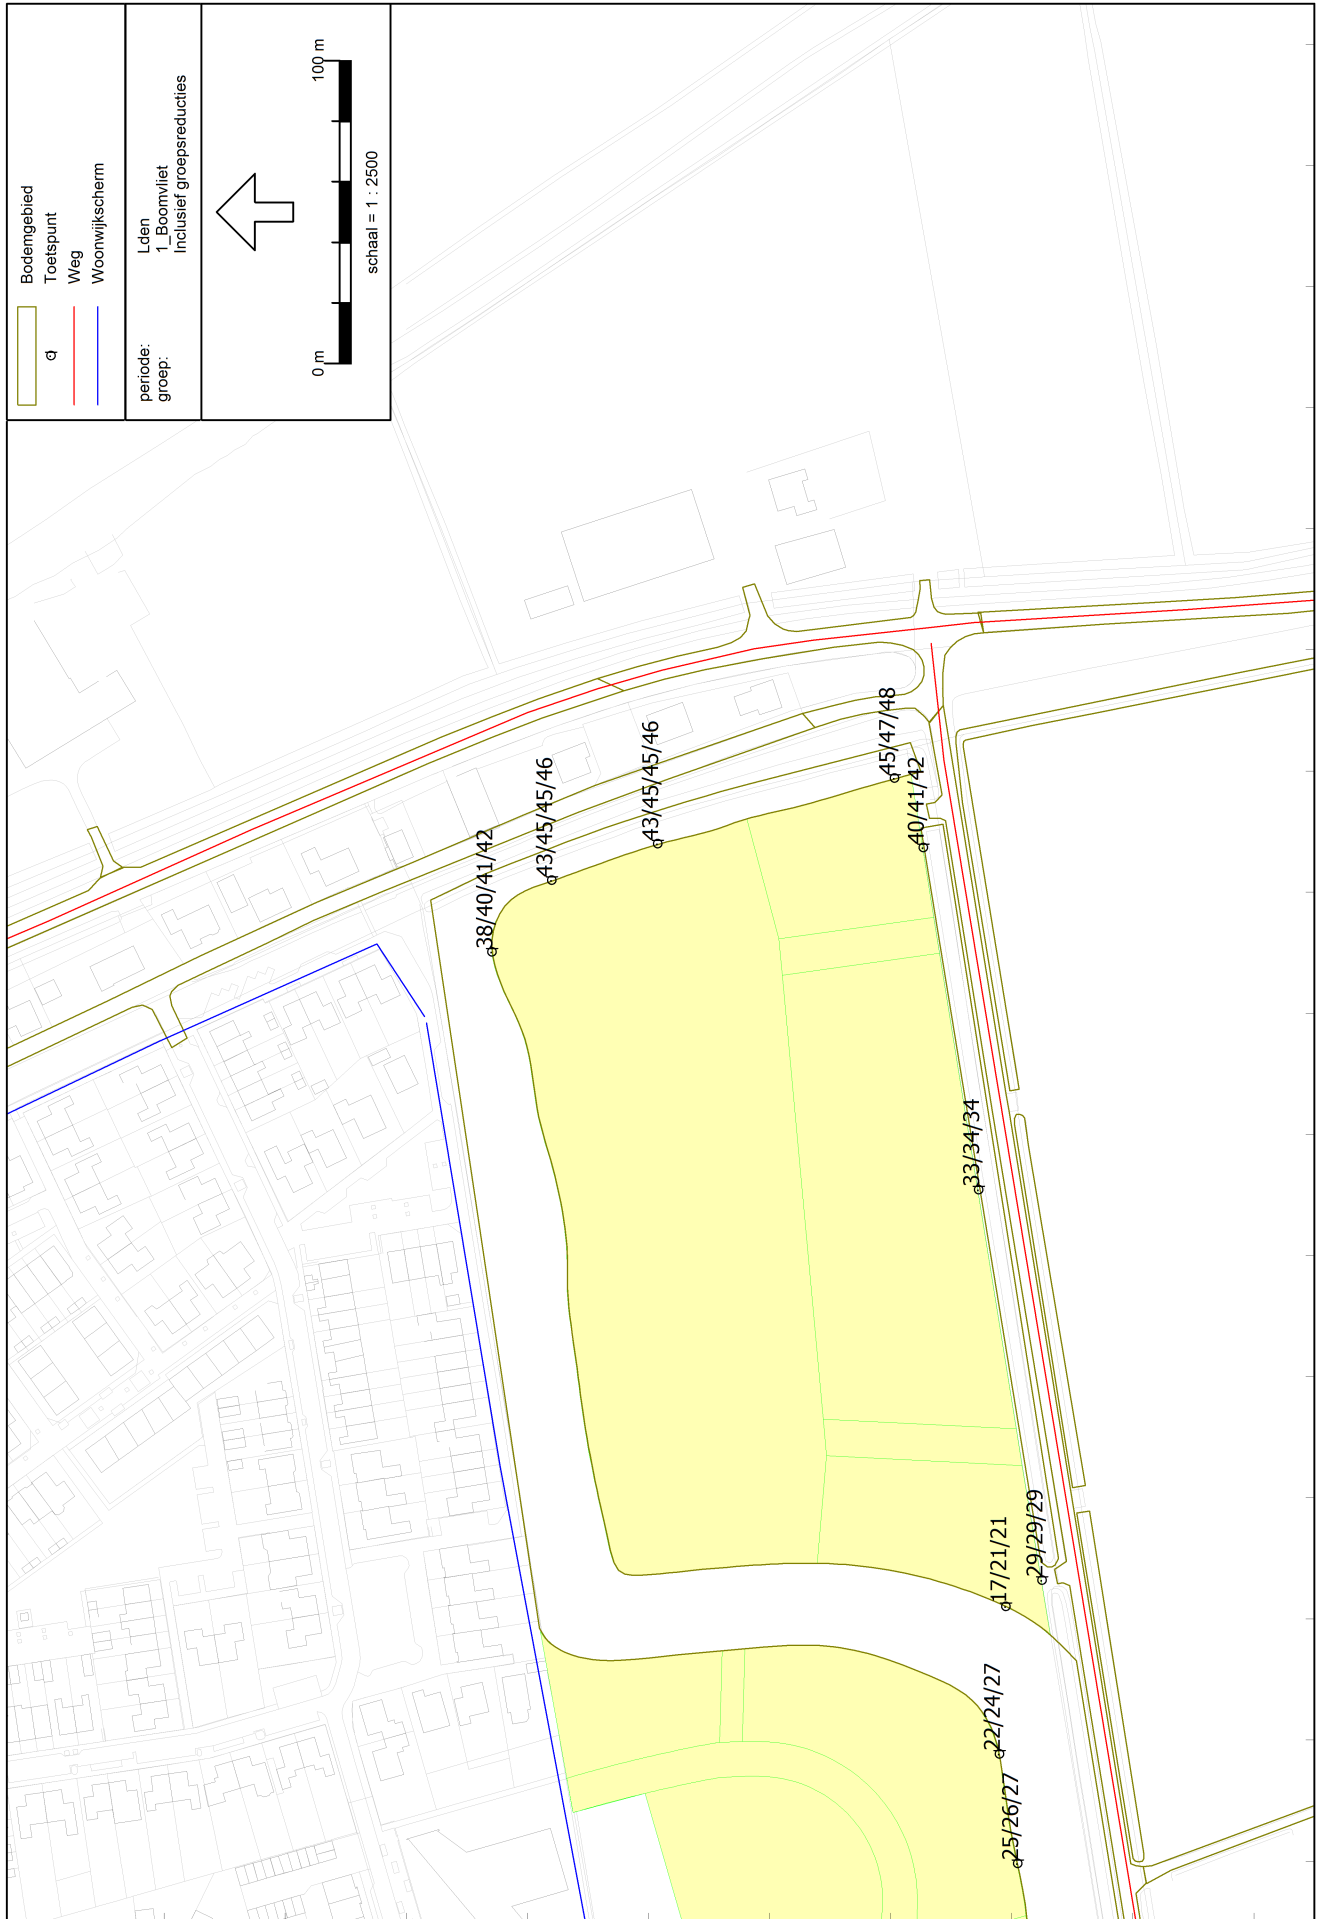 Bodemgebied
Toetspunt
Weg
Woonwijkscherm
periode: Lden
groep: 1_Boomvliet
Inclusief groepsreducties
0 m 100 m
schaal = 1 : 2500
38/40/41/42
43/45/45/46
43/45/45/46
45/47/48
40/41/42
33/34/34
29/29/29
17/21/21
22/24/27
25/26/27